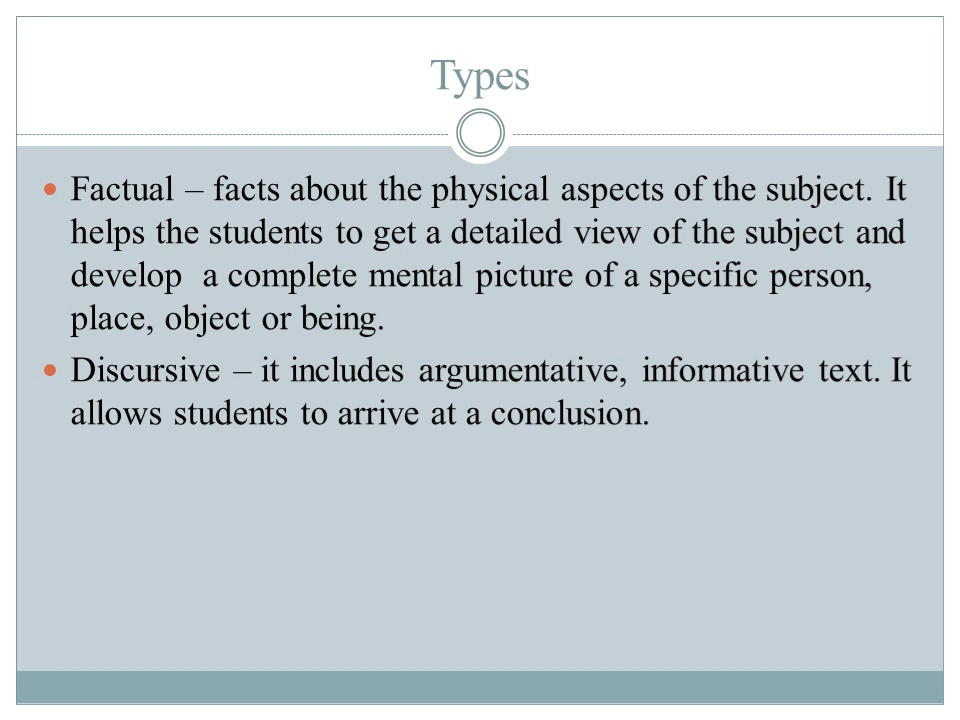 Types
• Factual – facts about the physical aspects of the subject. It
helps the students to get a detailed view of the subject and
develop  a complete mental picture of a specific person,
place, object or being.
• Discursive – it includes argumentative, informative text. It
allows students to arrive at a conclusion.